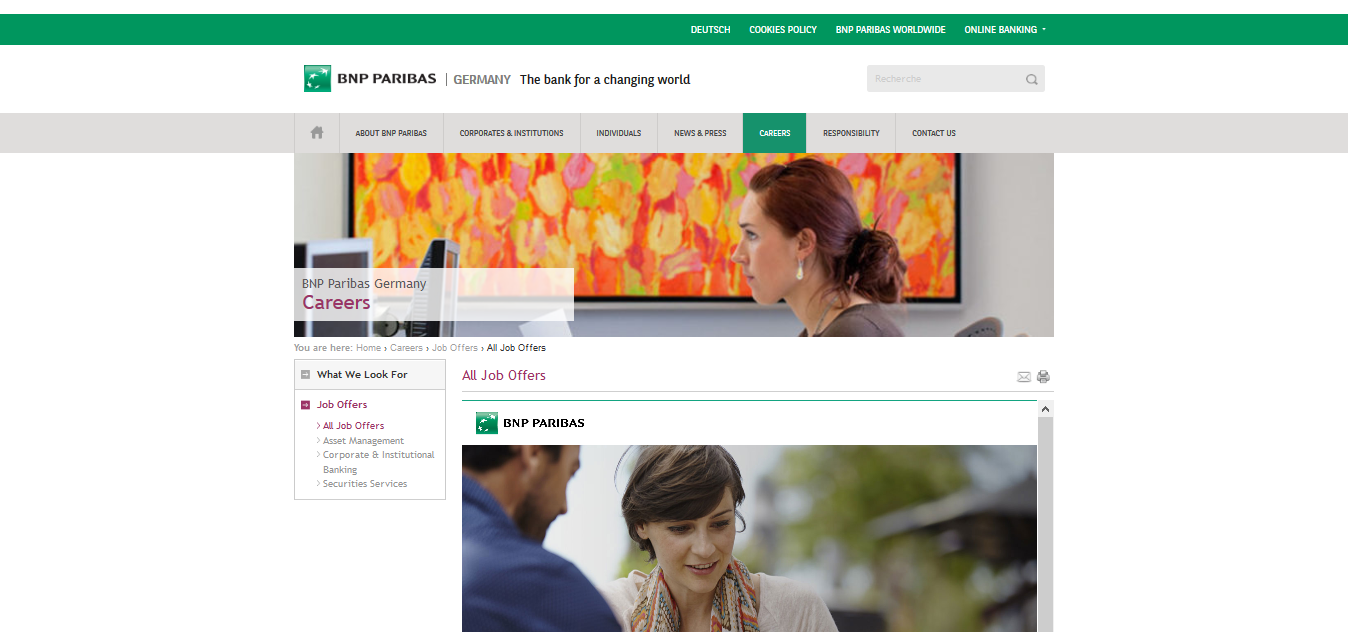 DEUTSCH COOKIES POLICY BNP PARIBAS WORLDWIDE ONLINE BANKING
BNP PARIBAS GERMANY The bank for a changing world
Recherche
ABOUT BNP PARIBAS CORPORATES & INSTITUTIONS INDIVIDUALS NEWS & PRESS CAREERS RESPONSIBILITY CONTACT US
BNP Paribas Germany
Careers
You are here: Home › Careers › Job Offers › All Job Offers
What We Look For
Job Offers
All Job Offers
Asset Management
Corporate & Institutional
Banking
Securities Services
All Job Offers
BNP PARIBAS